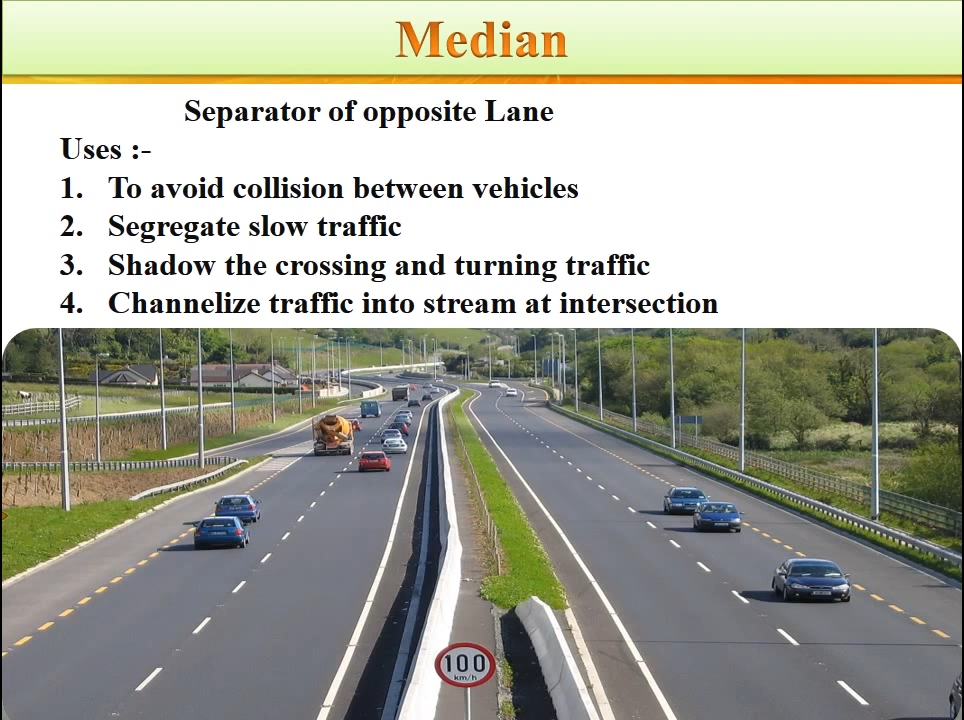 Median
Separator of opposite Lane
Uses :-
1. To avoid collision between vehicles
2. Segregate slow traffic
3. Shadow the crossing and turning traffic
4. Channelize traffic into stream at intersection
100
km/h